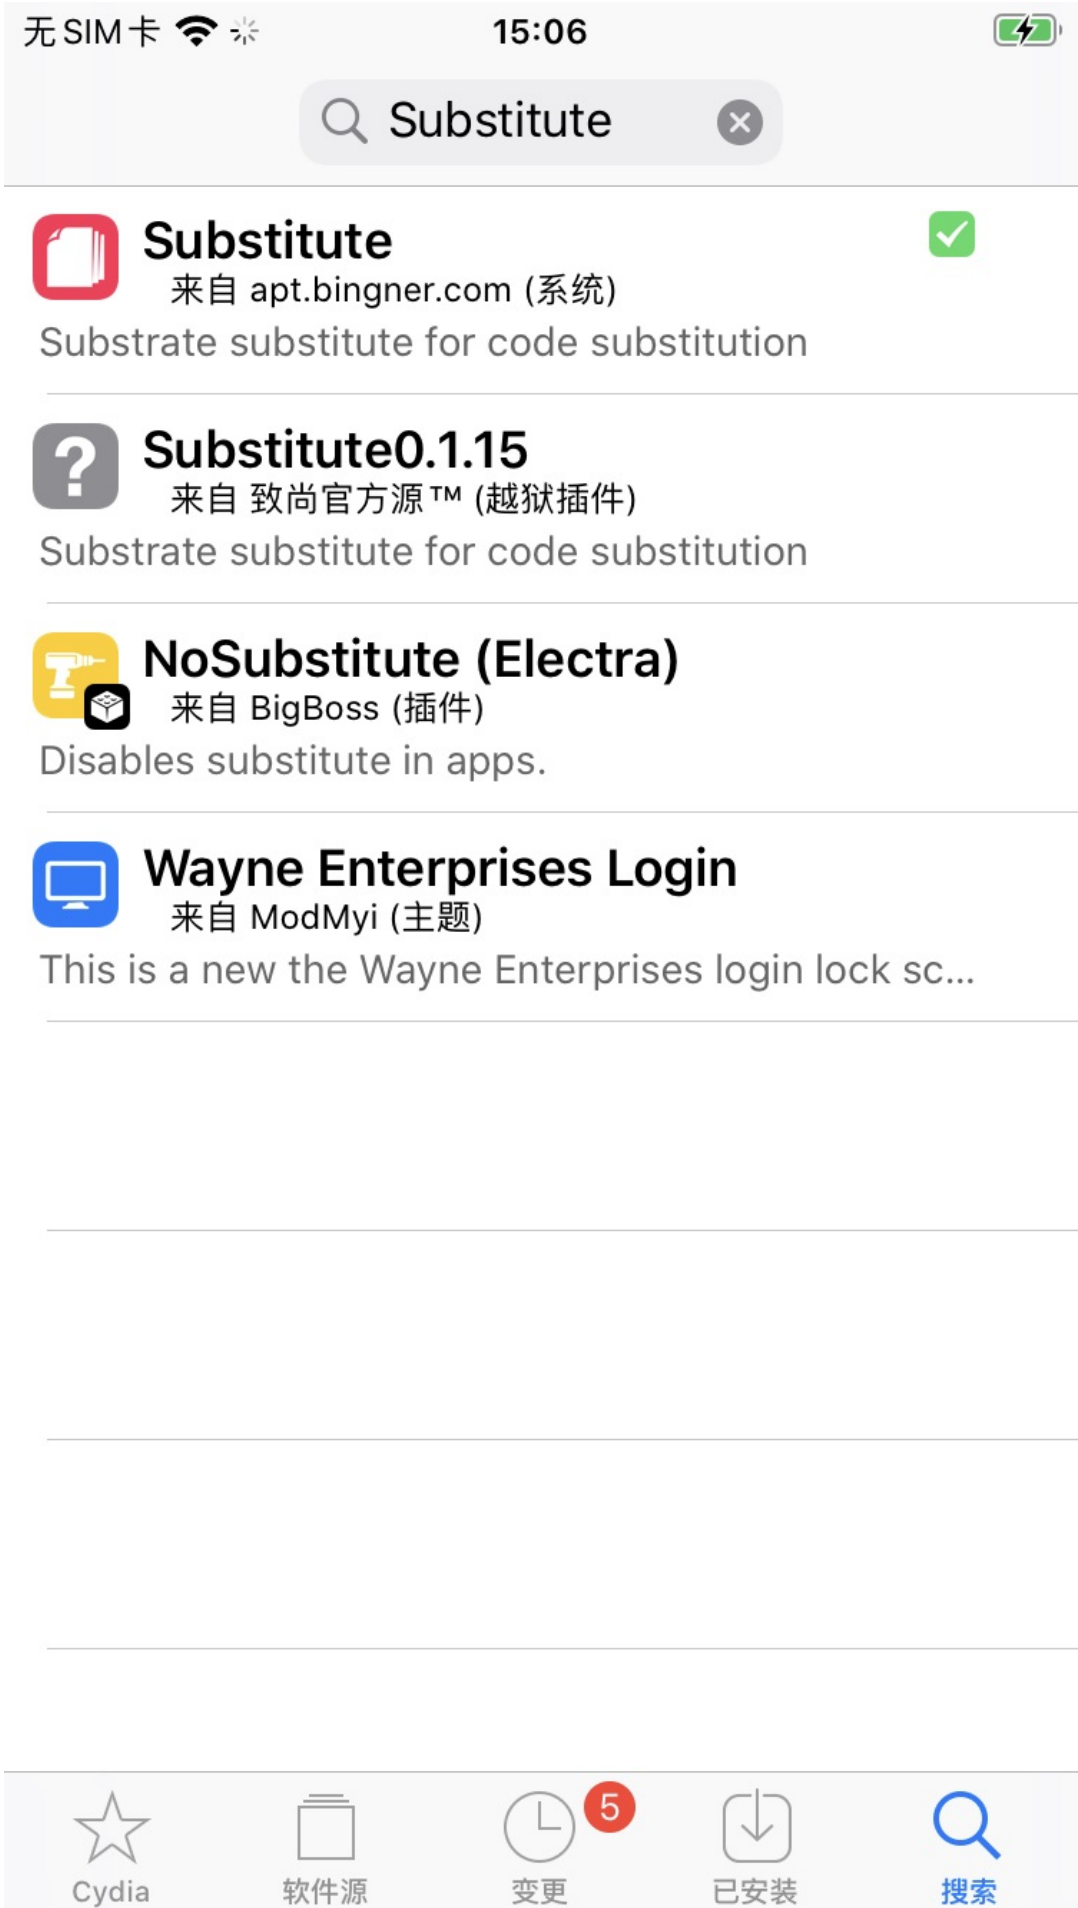 无SIM卡 15:06
Substitute
Substitute
来自 apt.bingner.com (系统)
Substrate substitute for code substitution
Substitute0.1.15
来自 致尚官方源™ (越狱插件)
Substrate substitute for code substitution
NoSubstitute (Electra)
来自 BigBoss (插件)
Disables substitute in apps.
Wayne Enterprises Login
来自 ModMyi (主题)
This is a new the Wayne Enterprises login lock sc...
5
Cydia 软件源 变更 已安装 搜索